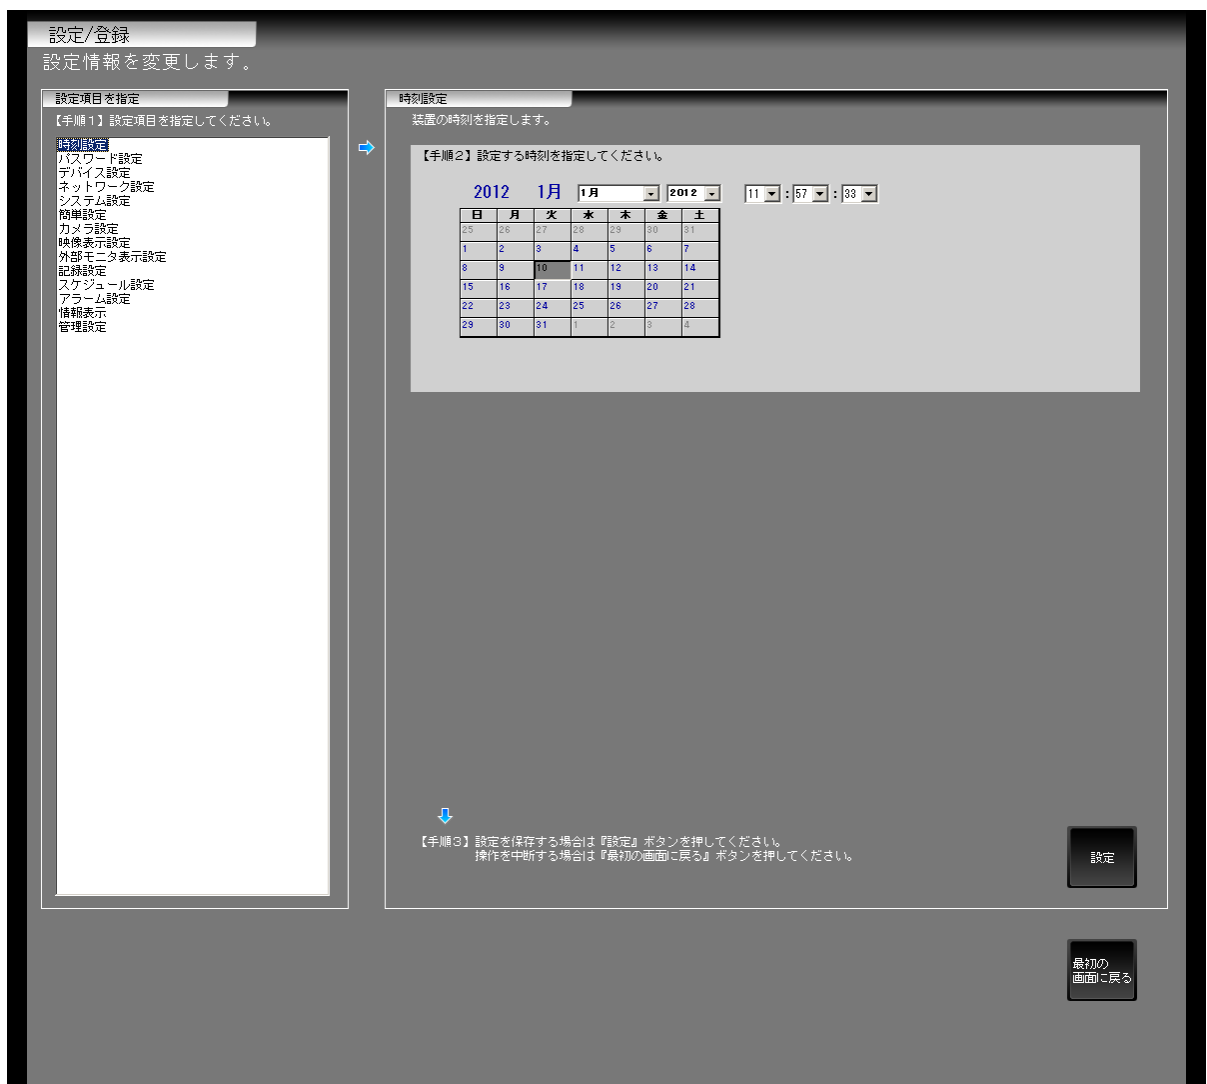 設定/登録
設定情報を変更します。
設定項目を指定
【手順１】設定項目を指定してください。
時刻設定
パスワード設定
デバイス設定
ネットワーク設定
システム設定
簡単設定
カメラ設定
映像表示設定
外部モニタ表示設定
記録設定
スケジュール設定
アラーム設定
情報表示
管理設定
時刻設定
装置の時刻を指定します。
【手順２】設定する時刻を指定してください。
2012 1月 1月 2012 11 : 57 : 33
日 月 火 水 木 金 土
25 26 27 28 29 30 31
1 2 3 4 5 6 7
8 9 10 11 12 13 14
15 16 17 18 19 20 21
22 23 24 25 26 27 28
29 30 31 1 2 3 4
【手順３】設定を保存する場合は『設定』ボタンを押してください。
操作を中断する場合は『最初の画面に戻る』ボタンを押してください。
設定
最初の
画面に戻る